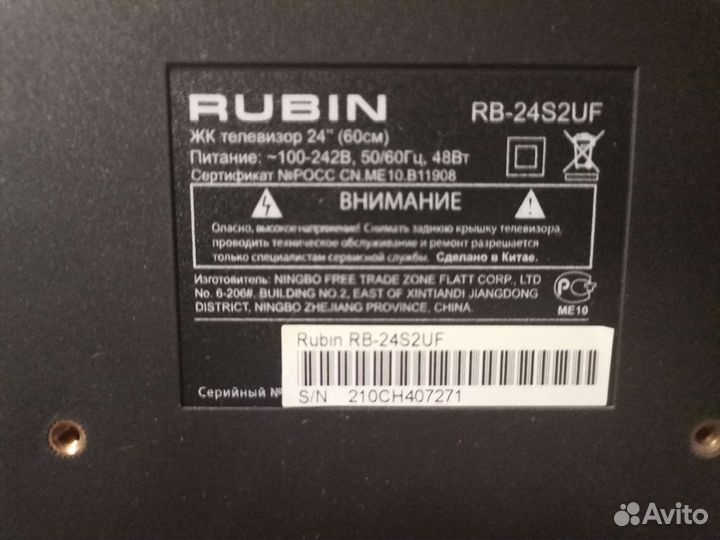 RUBIN
RB-24S2UF
ЖК телевизор 24" (60см)
Питание: ~100-242В, 50/60Гц, 48Вт
Сертификат №РОСС CN.ME10.B11908
ВНИМАНИЕ
Опасно, высокое напряжение! Снимать заднюю крышку телевизора,
проводить техническое обслуживание и ремонт разрешается
только специалистам сервисной службы. Сделано в Китае.
Изготовитель: NINGBO FREE TRADE ZONE FLATT CORP., LTD
No. 6-206#, BUILDING NO.2, EAST OF XINTIANDI JIANGDONG
DISTRICT, NINGBO ZHEJIANG PROVINCE, CHINA.
ME10
Rubin RB-24S2UF
Серийный №
S/N 210CH407271
Avito